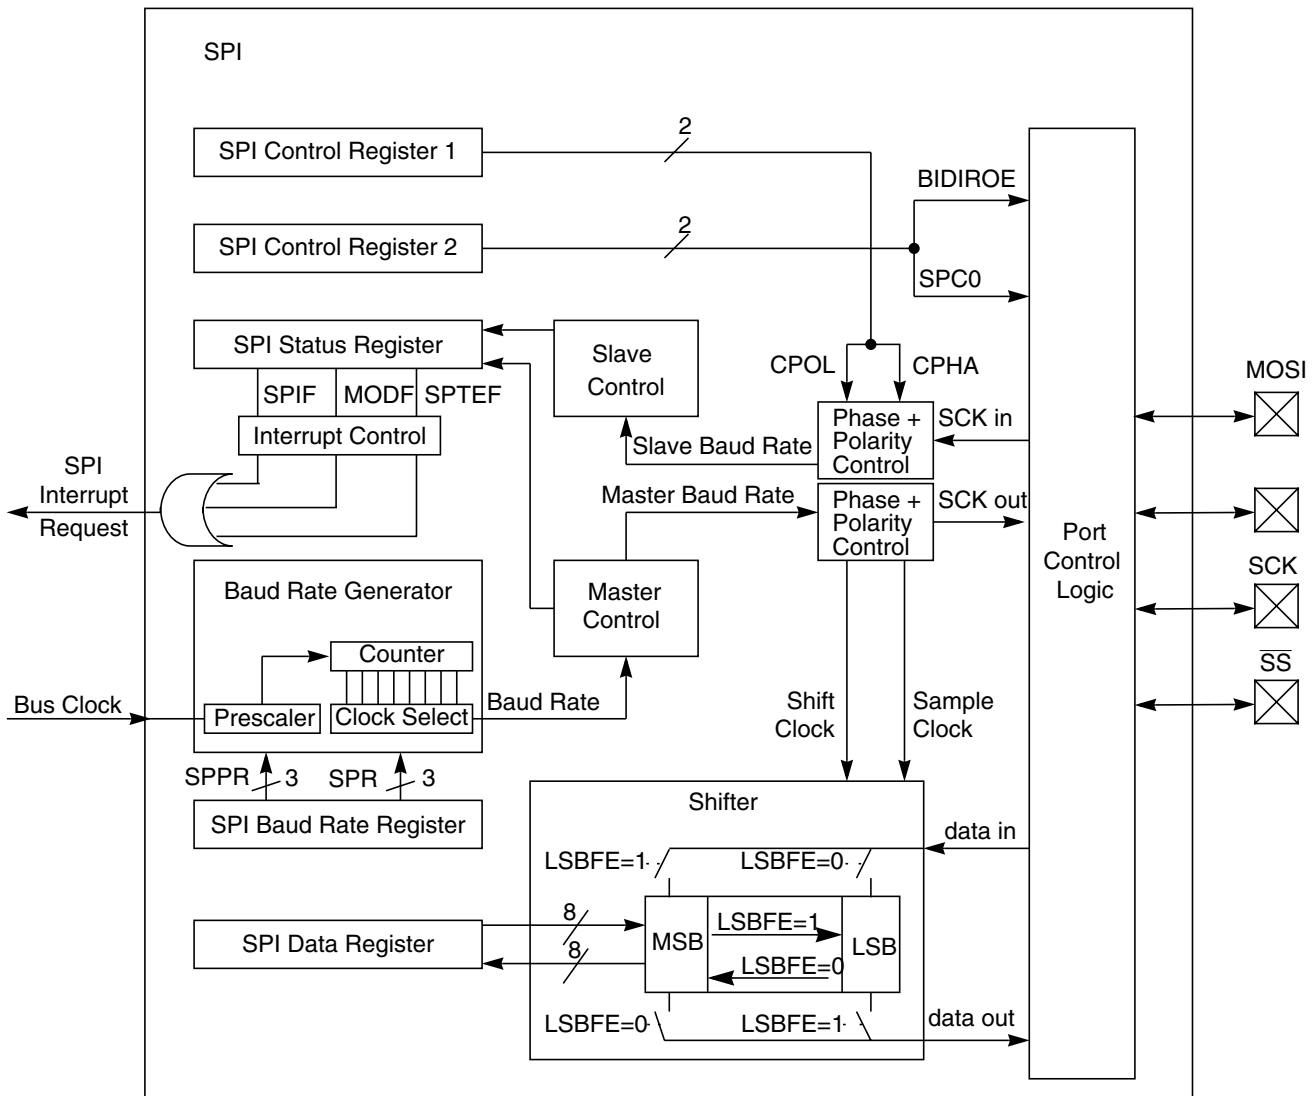 SPI
SPI Control Register 1
2
BIDIROE
SPI Control Register 2
2
SPC0
SPI Status Register
Slave
Control
CPOL
CPHA
MOSI
SPIF
MODF
SPTEF
Interrupt Control
Phase +
Polarity
Control
SCK in
Slave Baud Rate
SPI
Interrupt
Request
Master Baud Rate
Phase +
Polarity
Control
SCK out
Port
Control
Logic
SCK
Baud Rate Generator
Master
Control
Counter
SS
Bus Clock
Prescaler
Clock Select
Baud Rate
Shift
Clock
Sample
Clock
SPPR
3
SPR
3
SPI Baud Rate Register
Shifter
data in
LSBFE=1
LSBFE=0
SPI Data Register
8
8
MSB
LSBFE=1
LSBFE=0
LSB
LSBFE=0
LSBFE=1
data out